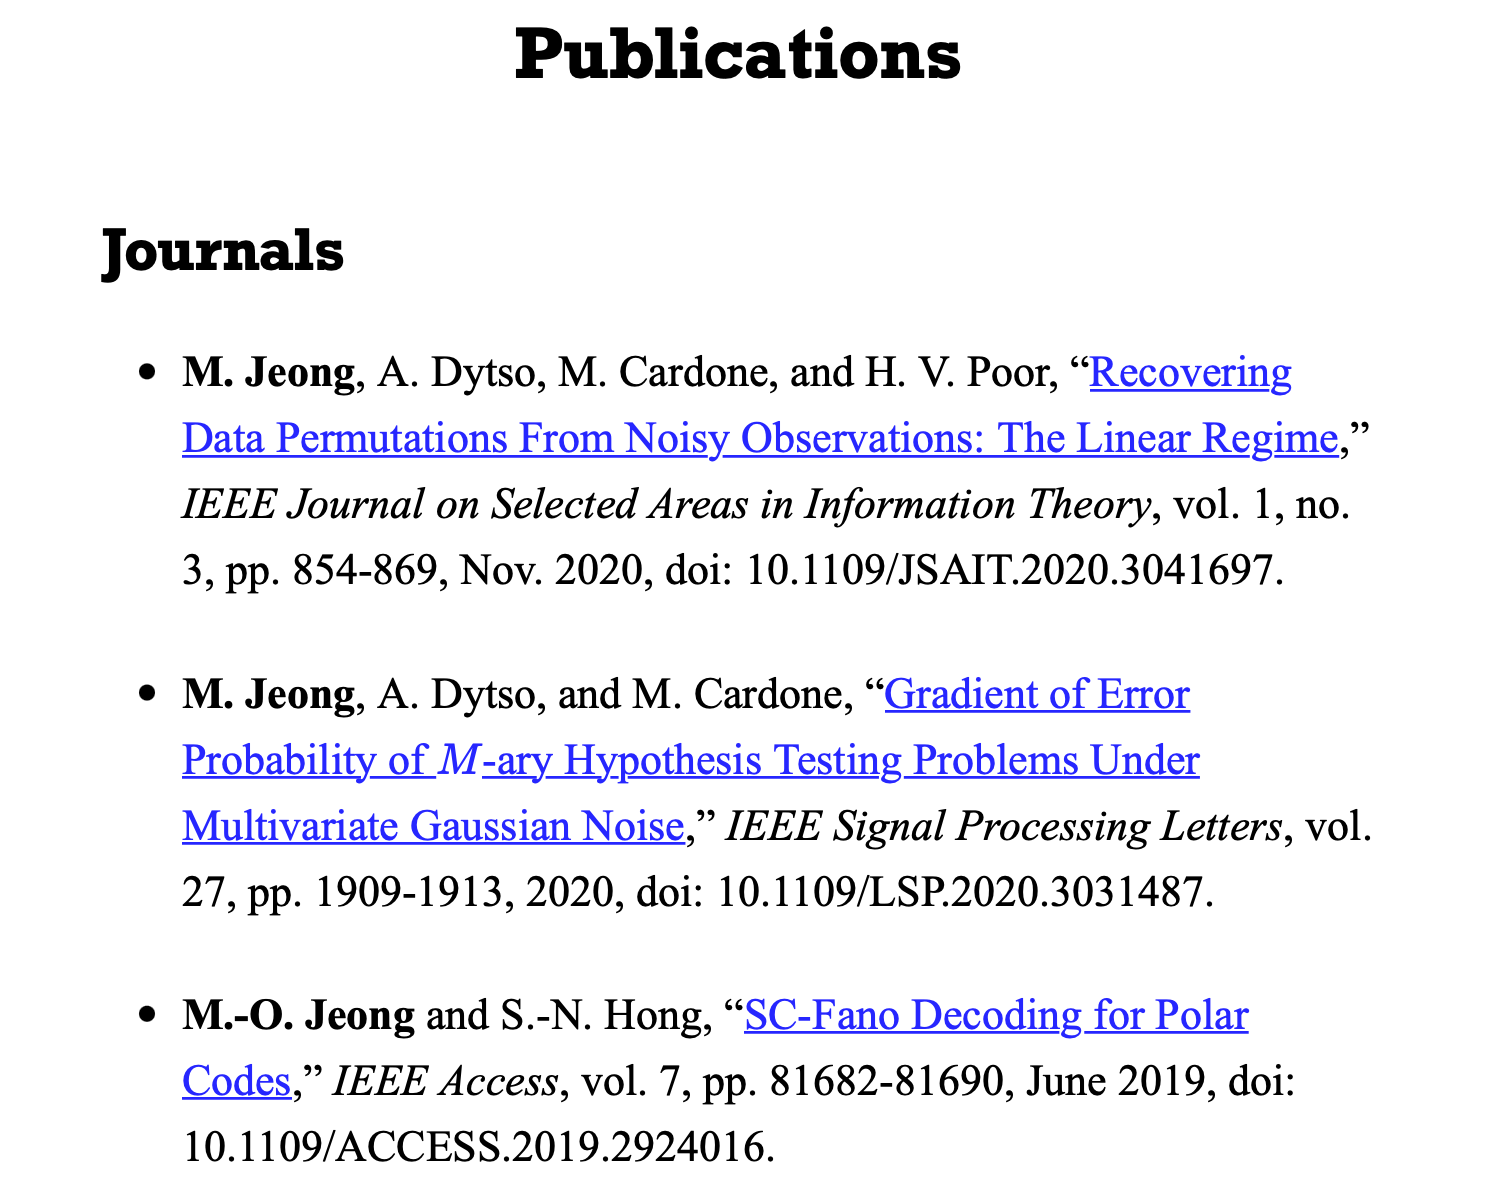 Publications
Journals
• M. Jeong, A. Dytso, M. Cardone, and H. V. Poor, “Recovering
Data Permutations From Noisy Observations: The Linear Regime,”
IEEE Journal on Selected Areas in Information Theory, vol. 1, no.
3, pp. 854-869, Nov. 2020, doi: 10.1109/JSAIT.2020.3041697.
• M. Jeong, A. Dytso, and M. Cardone, “Gradient of Error
Probability of M-ary Hypothesis Testing Problems Under
Multivariate Gaussian Noise,” IEEE Signal Processing Letters, vol.
27, pp. 1909-1913, 2020, doi: 10.1109/LSP.2020.3031487.
• M.-O. Jeong and S.-N. Hong, “SC-Fano Decoding for Polar
Codes,” IEEE Access, vol. 7, pp. 81682-81690, June 2019, doi:
10.1109/ACCESS.2019.2924016.